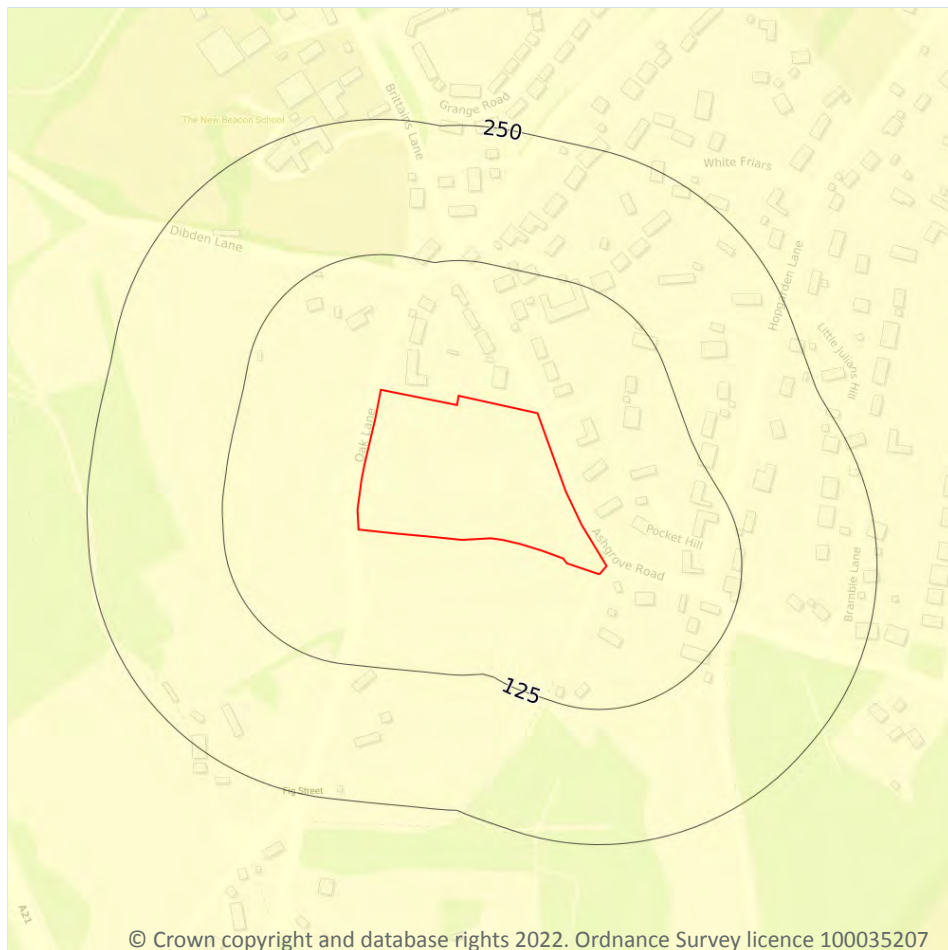 Grange Road
Brittains Lane
The New Beacon School
250
White Friars
Dibden Lane
Hopgarden Lane
Little Julians Hill
Oak Lane
Ashgrove Road
Pocket Hill
Bramble Lane
125
Fig Street
A21
© Crown copyright and database rights 2022. Ordnance Survey licence 100035207